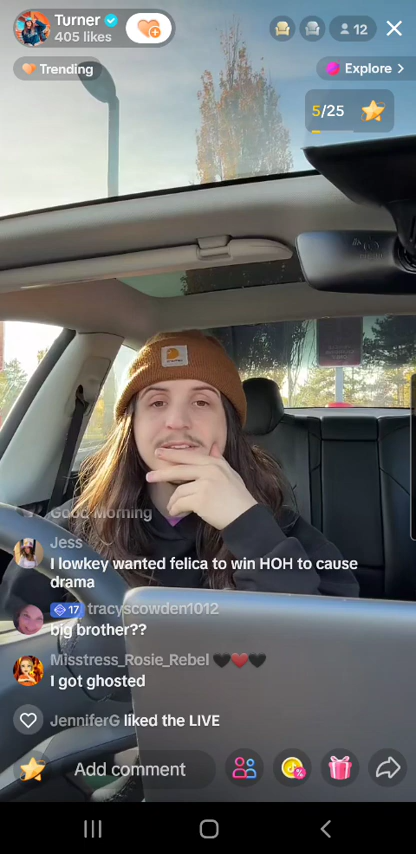 Turner
405 likes
12
Trending
Explore >
5/25
Good Morning
Jess
I lowkey wanted felica to win HOH to cause
drama
17 tracyscowden1012
big brother??
Misstress_Rosie_Rebel 🖤❤️🖤
I got ghosted
JenniferG liked the LIVE
Add comment